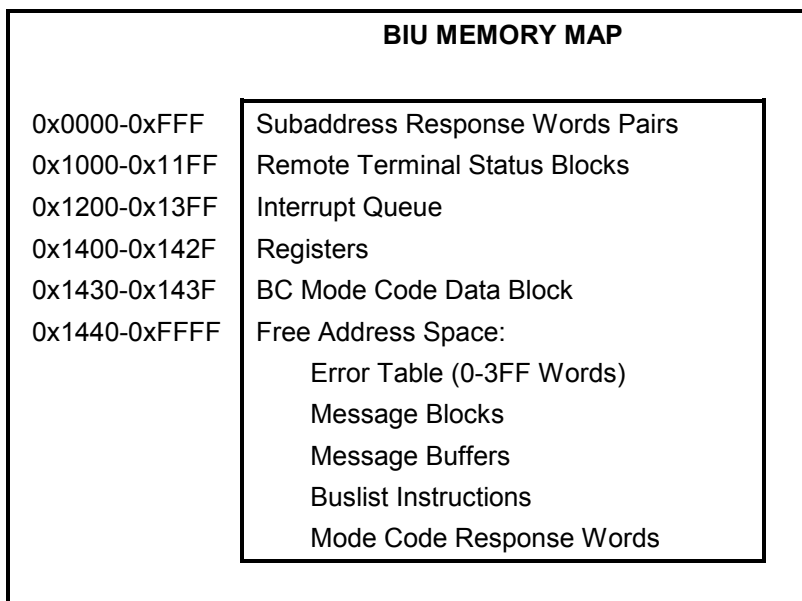 BIU MEMORY MAP
0x0000-0xFFF Subaddress Response Words Pairs
0x1000-0x11FF Remote Terminal Status Blocks
0x1200-0x13FF Interrupt Queue
0x1400-0x142F Registers
0x1430-0x143F BC Mode Code Data Block
0x1440-0xFFFF Free Address Space:
Error Table (0-3FF Words)
Message Blocks
Message Buffers
Buslist Instructions
Mode Code Response Words